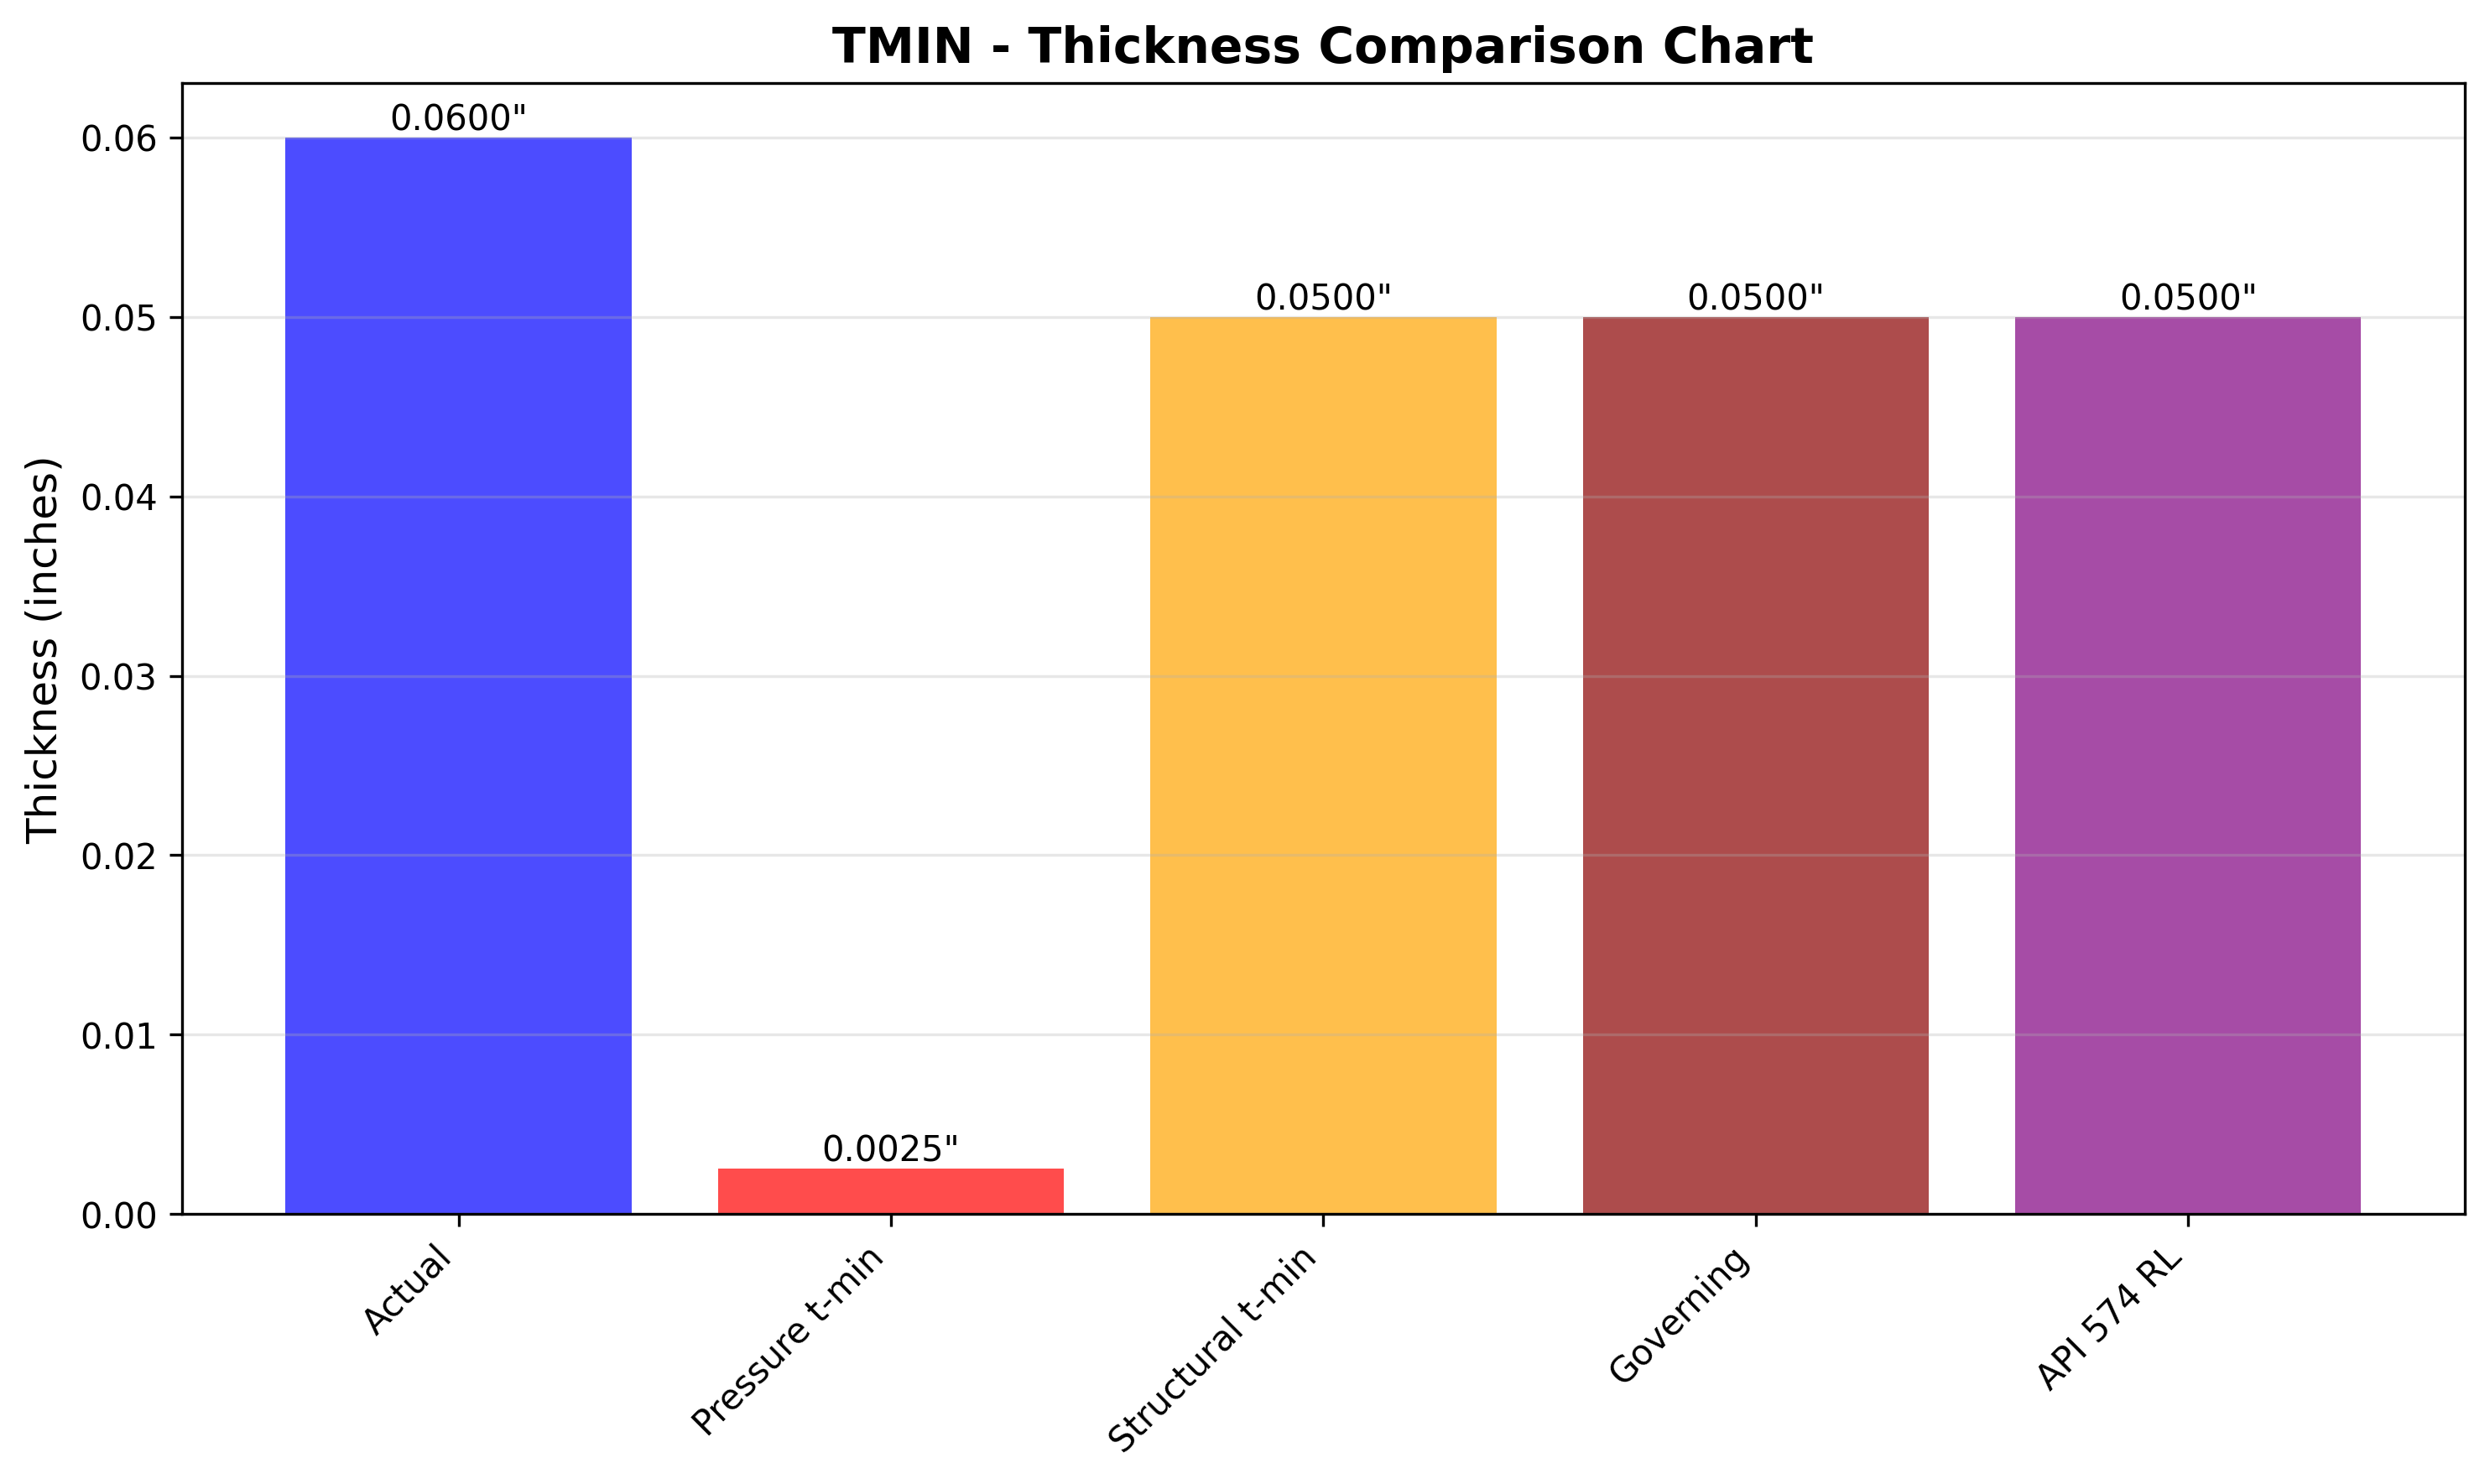 TMIN - Thickness Comparison Chart
Thickness (inches)
0.06
0.05
0.04
0.03
0.02
0.01
0.00
0.0600"
0.0025"
0.0500"
0.0500"
0.0500"
Actual
Pressure t-min
Structural t-min
Governing
API 574 RL